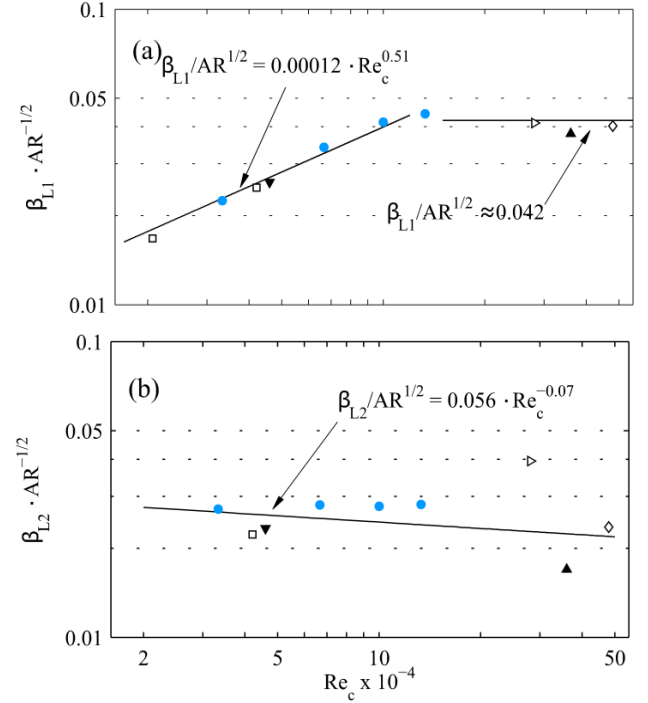 0.1
(a)
β_L1/AR^1/2 = 0.00012 · Re_c^0.51
0.05
β_L1 · AR^−1/2
β_L1/AR^1/2 ≈0.042
0.01
0.1
(b)
β_L2/AR^1/2 = 0.056 · Re_c^−0.07
0.05
β_L2 · AR^−1/2
0.01
2 5 10 50
Re_c x 10^−4